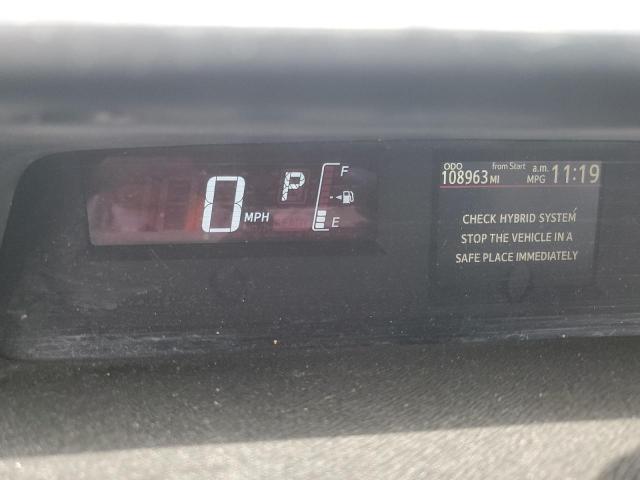 0 MPH
P
F
E
ODO from Start a.m.
108963 MI MPG 11:19
CHECK HYBRID SYSTEM
STOP THE VEHICLE IN A
SAFE PLACE IMMEDIATELY